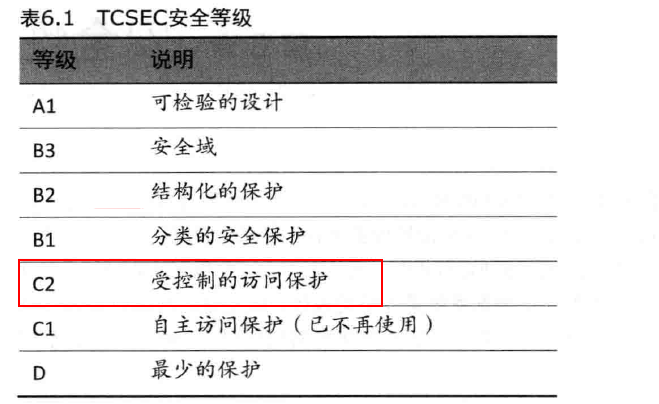 表6.1 TCSEC安全等级
等级 说明
A1 可检验的设计
B3 安全域
B2 结构化的保护
B1 分类的安全保护
C2 受控制的访问保护
C1 自主访问保护（已不再使用）
D 最少的保护